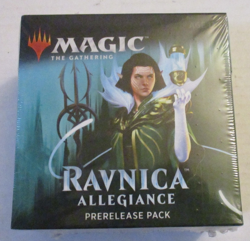 MAGIC
THE GATHERING.
RAVNICA
ALLEGIANCE
PRERELEASE PACK